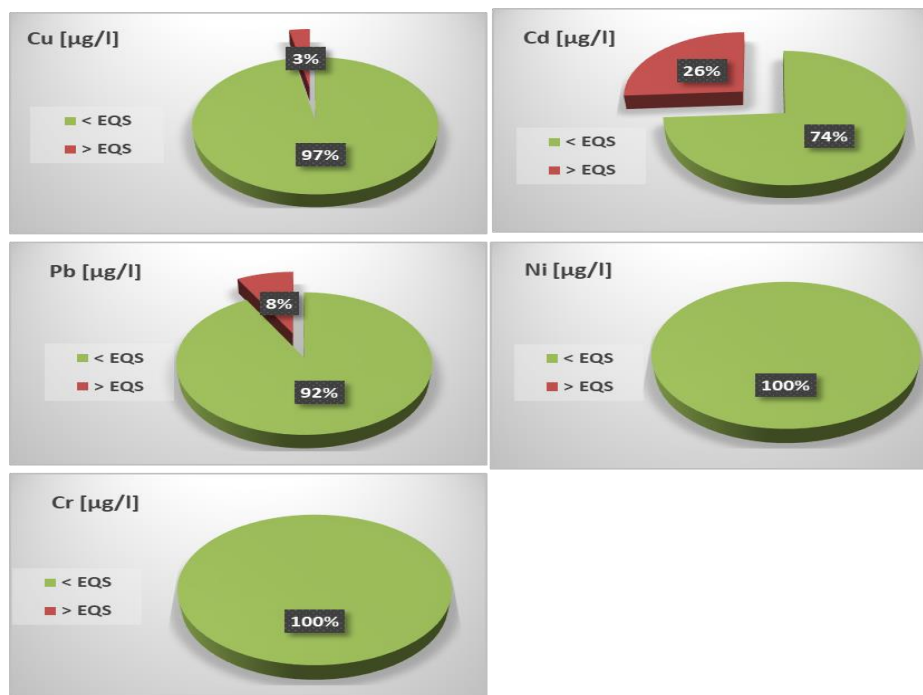 Cu [µg/l]
3%
< EQS
> EQS
97%
Cd [µg/l]
26%
74%
< EQS
> EQS
Pb [µg/l]
8%
< EQS
> EQS
92%
Ni [µg/l]
< EQS
> EQS
100%
Cr [µg/l]
< EQS
> EQS
100%